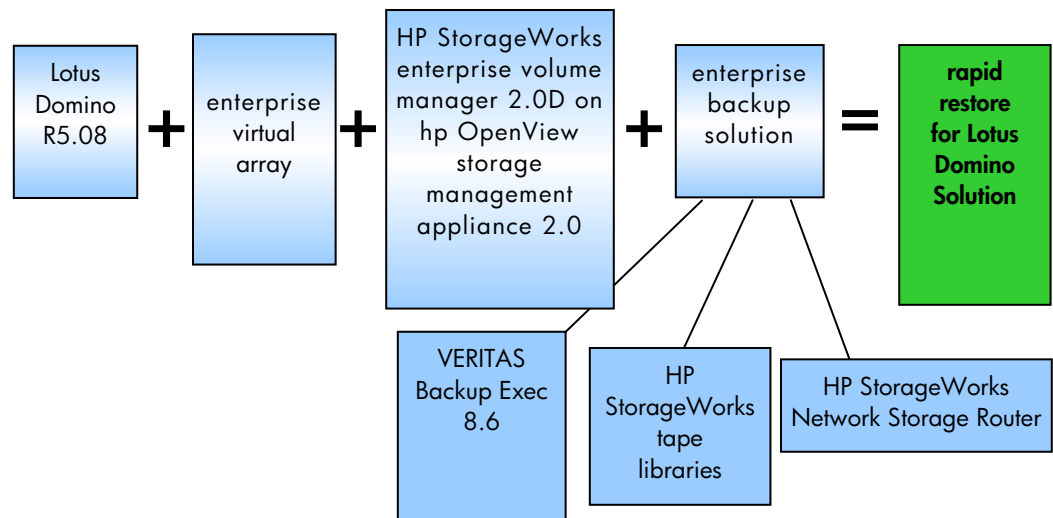 Lotus
Domino
R5.08
+
enterprise
virtual
array
+
HP StorageWorks
enterprise volume
manager 2.0D on
hp OpenView
storage
management
appliance 2.0
+
enterprise
backup
solution
=
rapid
restore
for Lotus
Domino
Solution
VERITAS
Backup Exec
8.6
HP
StorageWorks
tape
libraries
HP StorageWorks
Network Storage Router